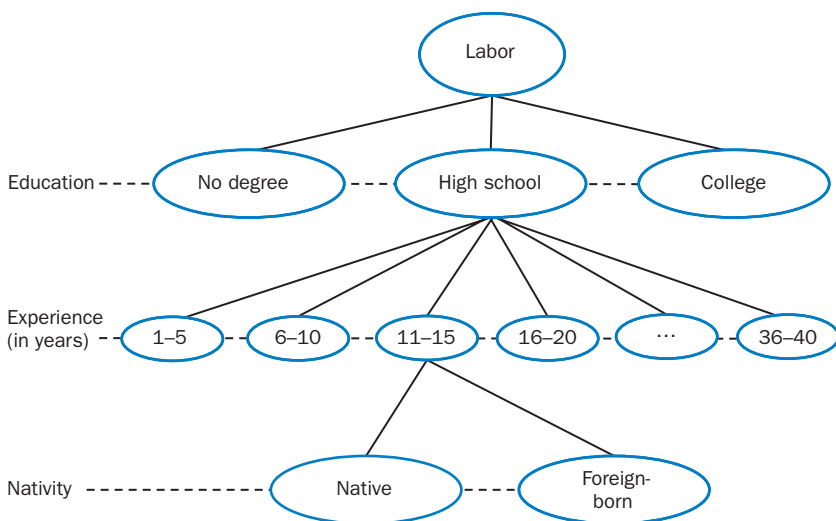 Labor
Education
No degree
High school
College
Experience
(in years)
1–5
6–10
11–15
16–20
...
36–40
Nativity
Native
Foreign-
born